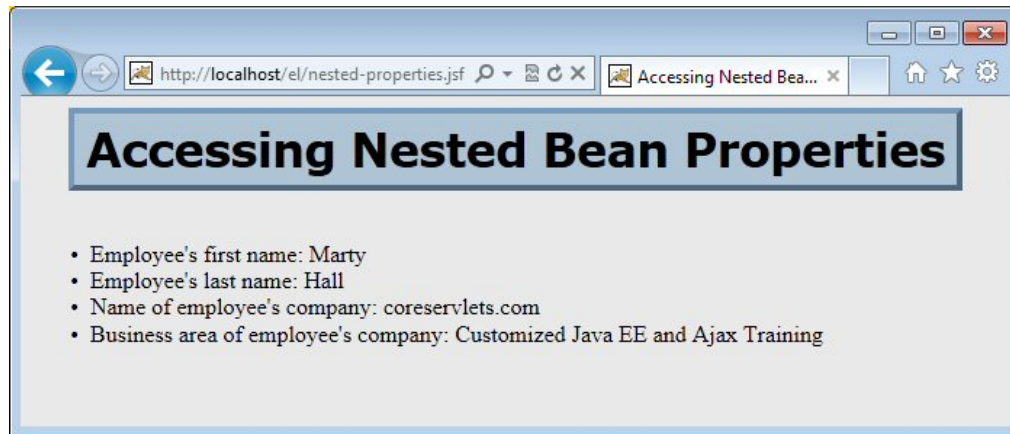 http://localhost/el/nested-properties.jsf
Accessing Nested Bea...
Accessing Nested Bean Properties
• Employee's first name: Marty
• Employee's last name: Hall
• Name of employee's company: coreservlets.com
• Business area of employee's company: Customized Java EE and Ajax Training